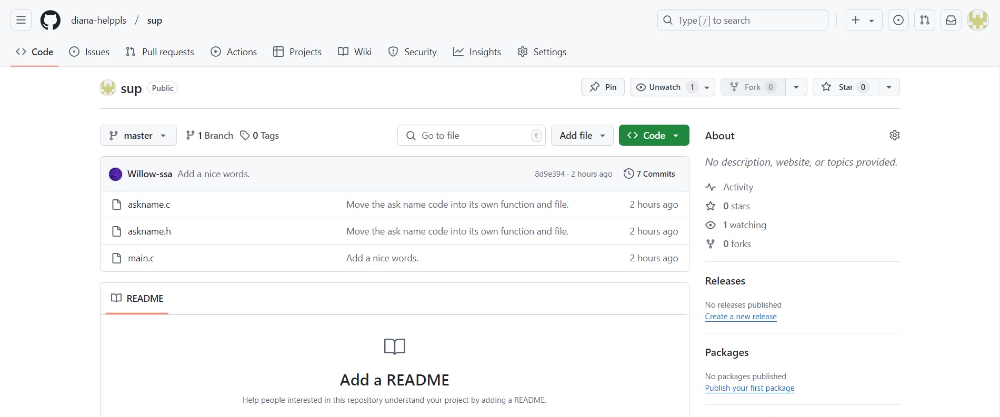 diana-helppls / sup
Type / to search
Code Issues Pull requests Actions Projects Wiki Security Insights Settings
sup Public
Pin Unwatch 1 Fork 0 Star 0
master 1 Branch 0 Tags Go to file t Add file Code
Willow-ssa Add a nice words. 8d9e394 · 2 hours ago 7 Commits
askname.c Move the ask name code into its own function and file. 2 hours ago
askname.h Move the ask name code into its own function and file. 2 hours ago
main.c Add a nice words. 2 hours ago
README
Add a README
Help people interested in this repository understand your project by adding a README.
About
No description, website, or topics provided.
Activity
0 stars
1 watching
0 forks
Releases
No releases published
Create a new release
Packages
No packages published
Publish your first package